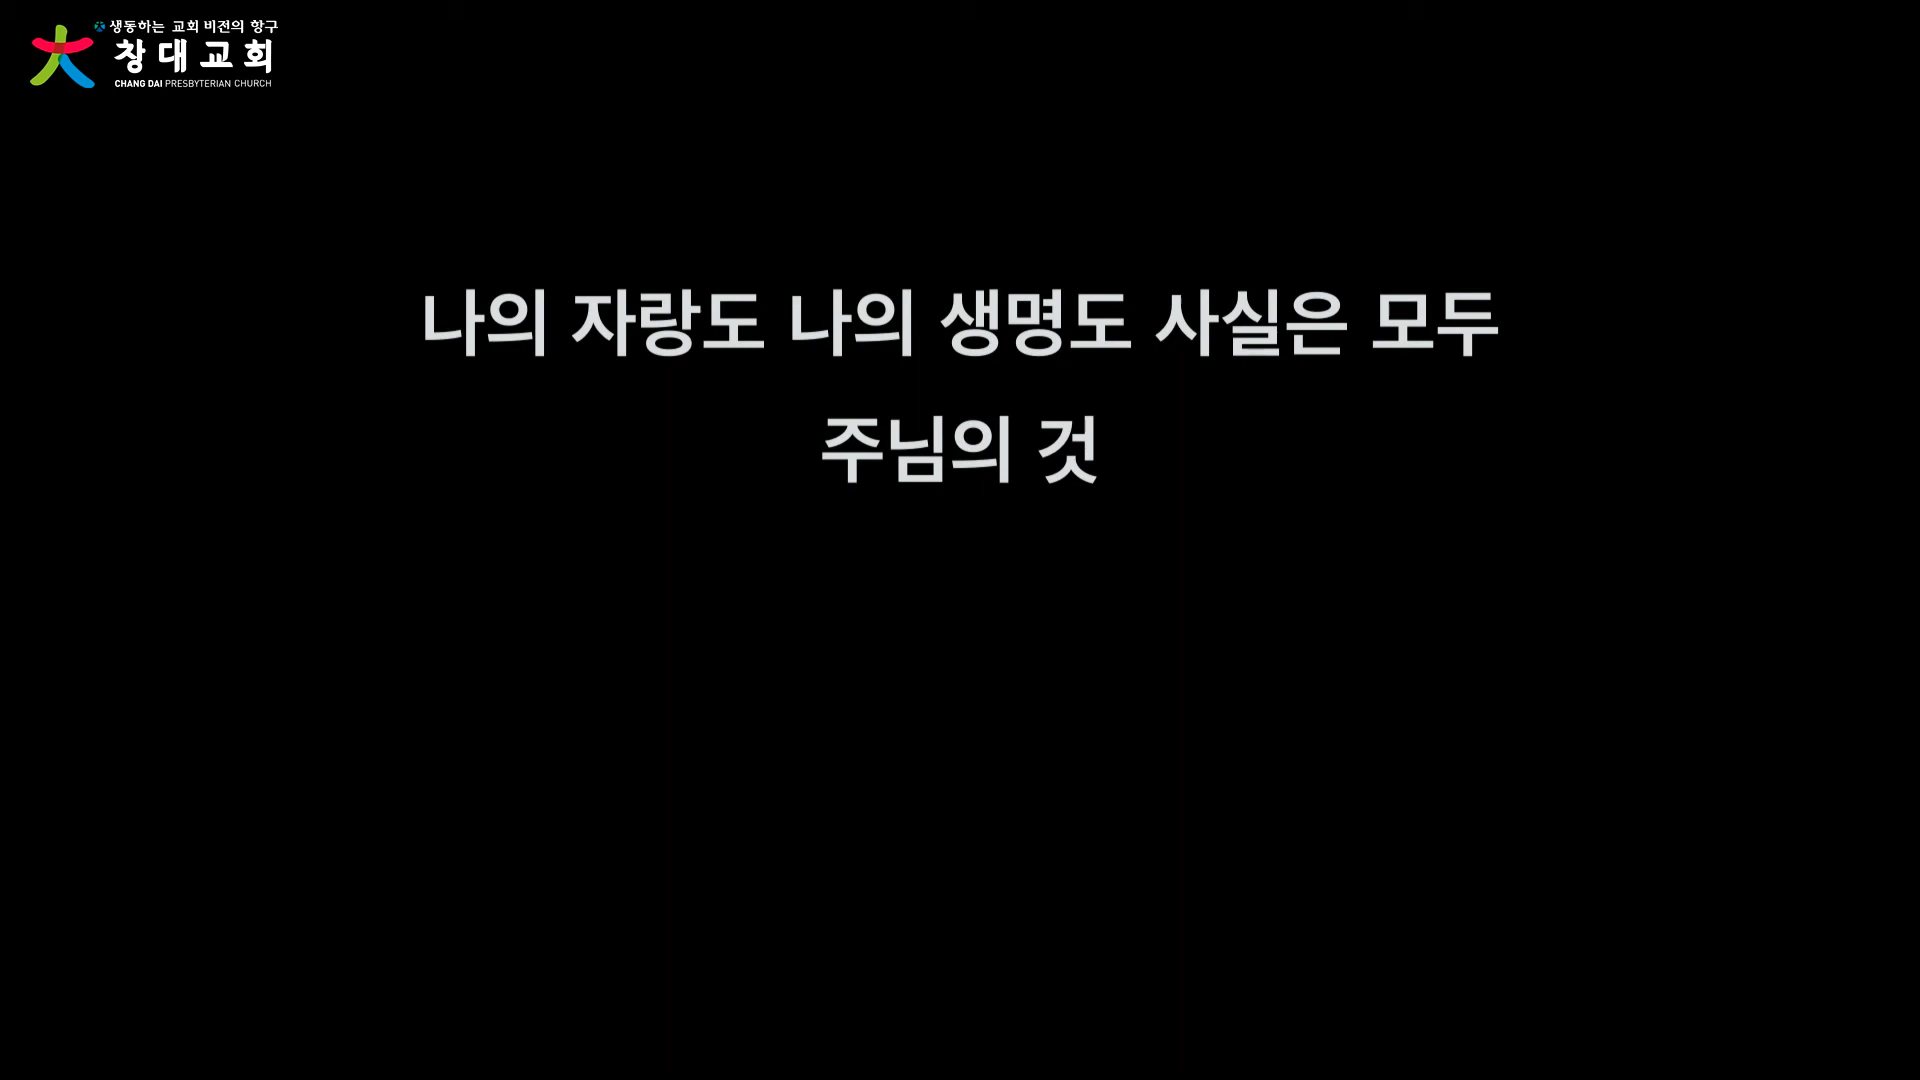 생동하는 교회 비전의 항구
창대교회
CHANG DAI PRESBYTERIAN CHURCH
나의 자랑도 나의 생명도 사실은 모두
주님의 것